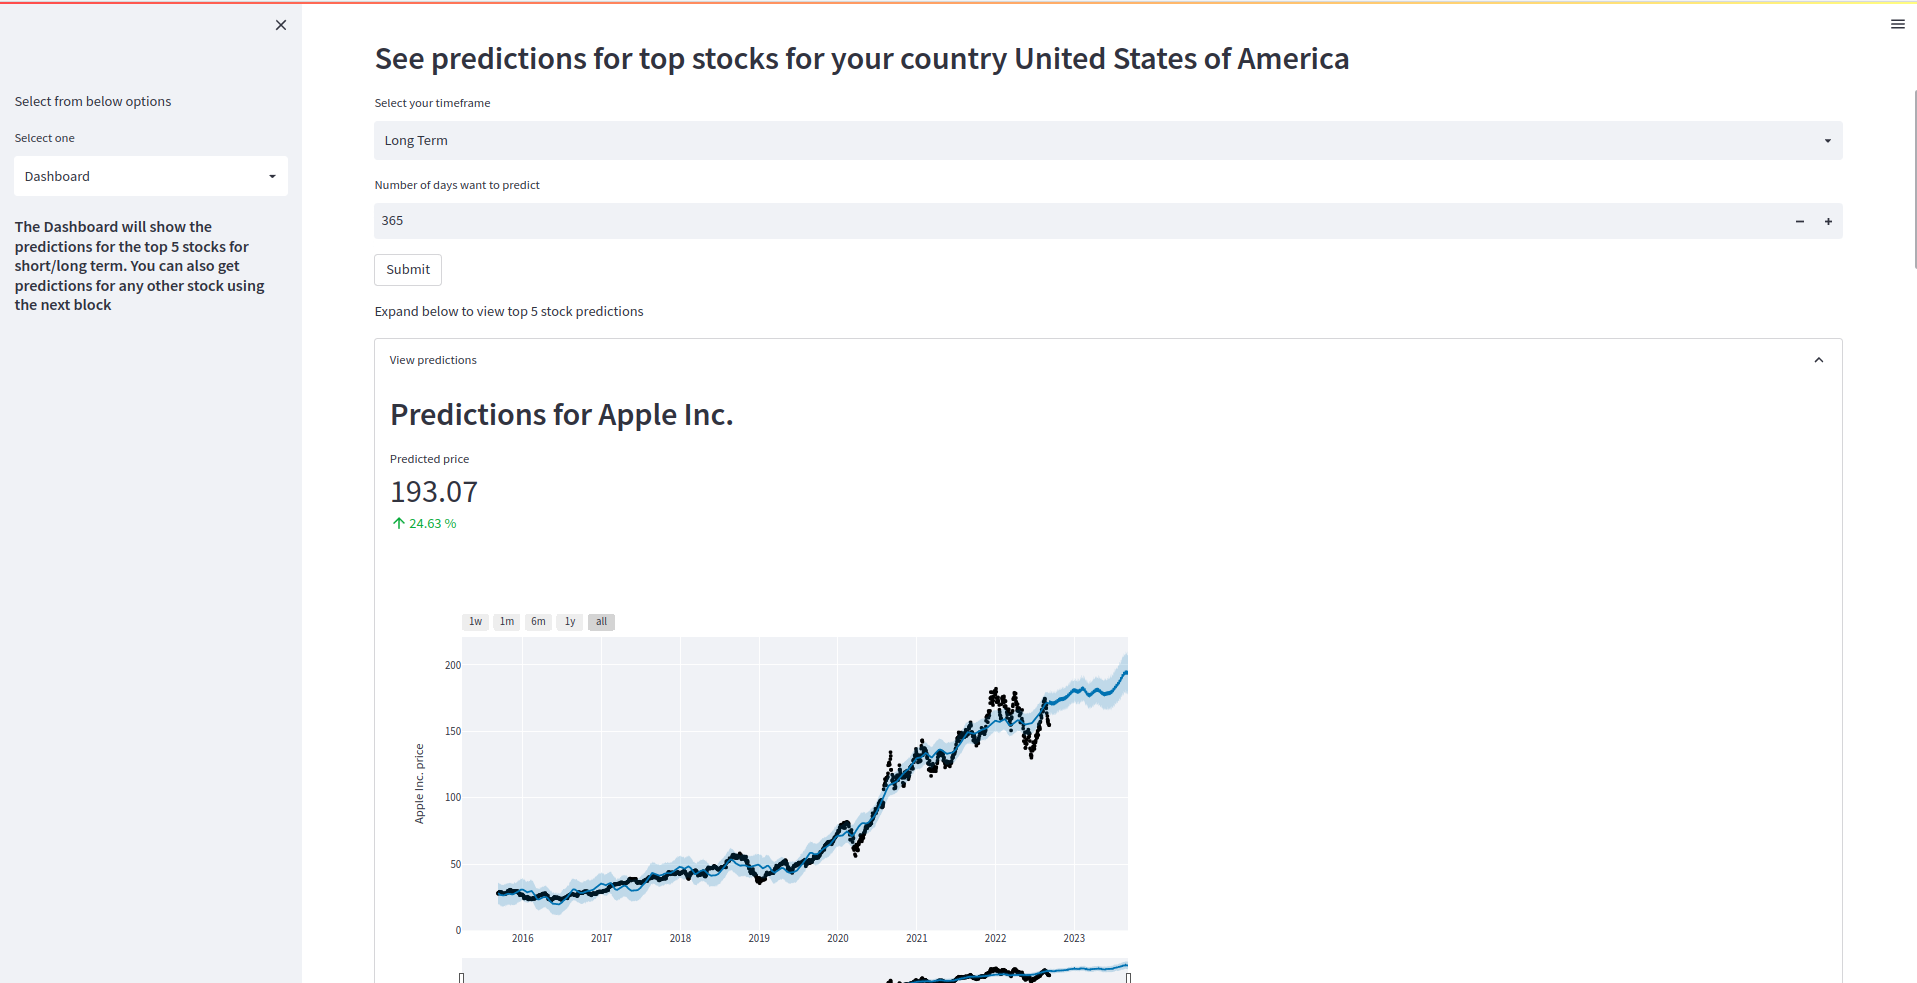 Select from below options
Selcect one
Dashboard
The Dashboard will show the
predictions for the top 5 stocks for
short/long term. You can also get
predictions for any other stock using
the next block
See predictions for top stocks for your country United States of America
Select your timeframe
Long Term
Number of days want to predict
365
Submit
Expand below to view top 5 stock predictions
View predictions
Predictions for Apple Inc.
Predicted price
193.07
24.63 %
1w 1m 6m 1y all
200
150
100
50
0
Apple Inc. price
2016 2017 2018 2019 2020 2021 2022 2023